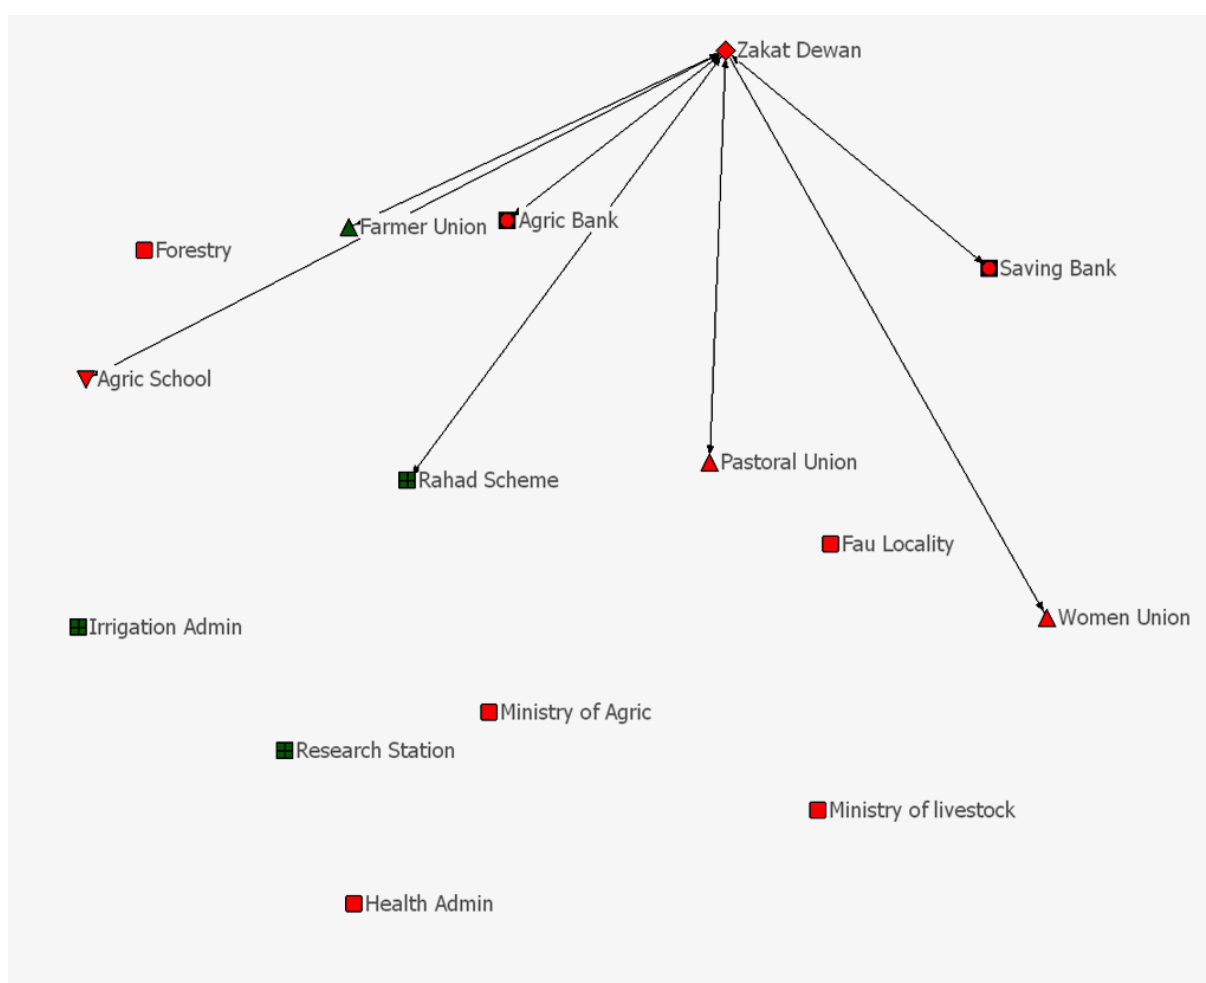 Zakat Dewan
Farmer Union
Agric Bank
Forestry
Saving Bank
Agric School
Pastoral Union
Rahad Scheme
Fau Locality
Women Union
Irrigation Admin
Ministry of Agric
Research Station
Ministry of livestock
Health Admin